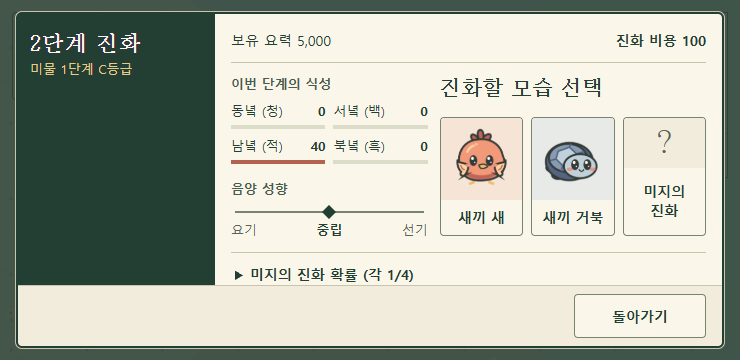 2단계 진화
미물 1단계 C등급
보유 요력 5,000
진화 비용 100
이번 단계의 식성
동녘 (청) 0
서녘 (백) 0
남녘 (적) 40
북녘 (흑) 0
음양 성향
요기 중립 선기
진화할 모습 선택
새끼 새
새끼 거북
?
미지의
진화
▶ 미지의 진화 확률 (각 1/4)
돌아가기